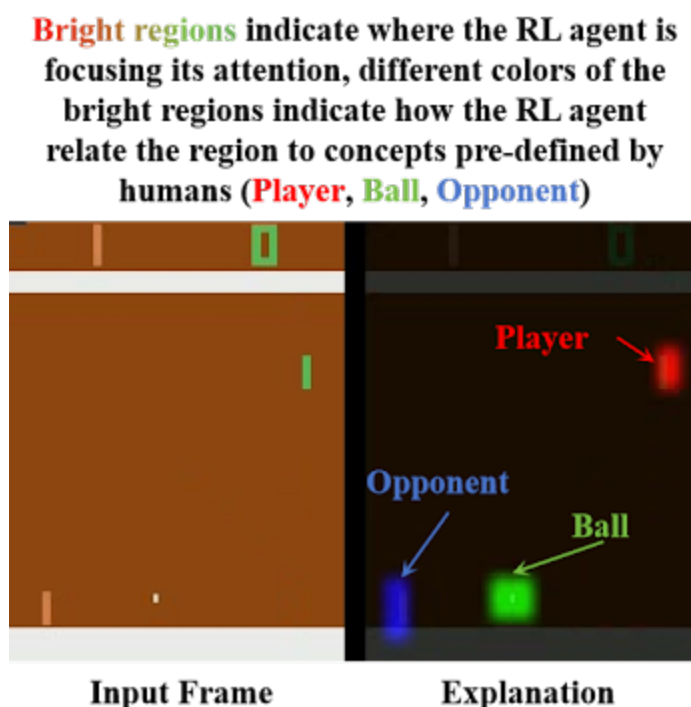 Bright regions indicate where the RL agent is
focusing its attention, different colors of the
bright regions indicate how the RL agent
relate the region to concepts pre-defined by
humans (Player, Ball, Opponent)
1 0
Player
Opponent
Ball
Input Frame Explanation